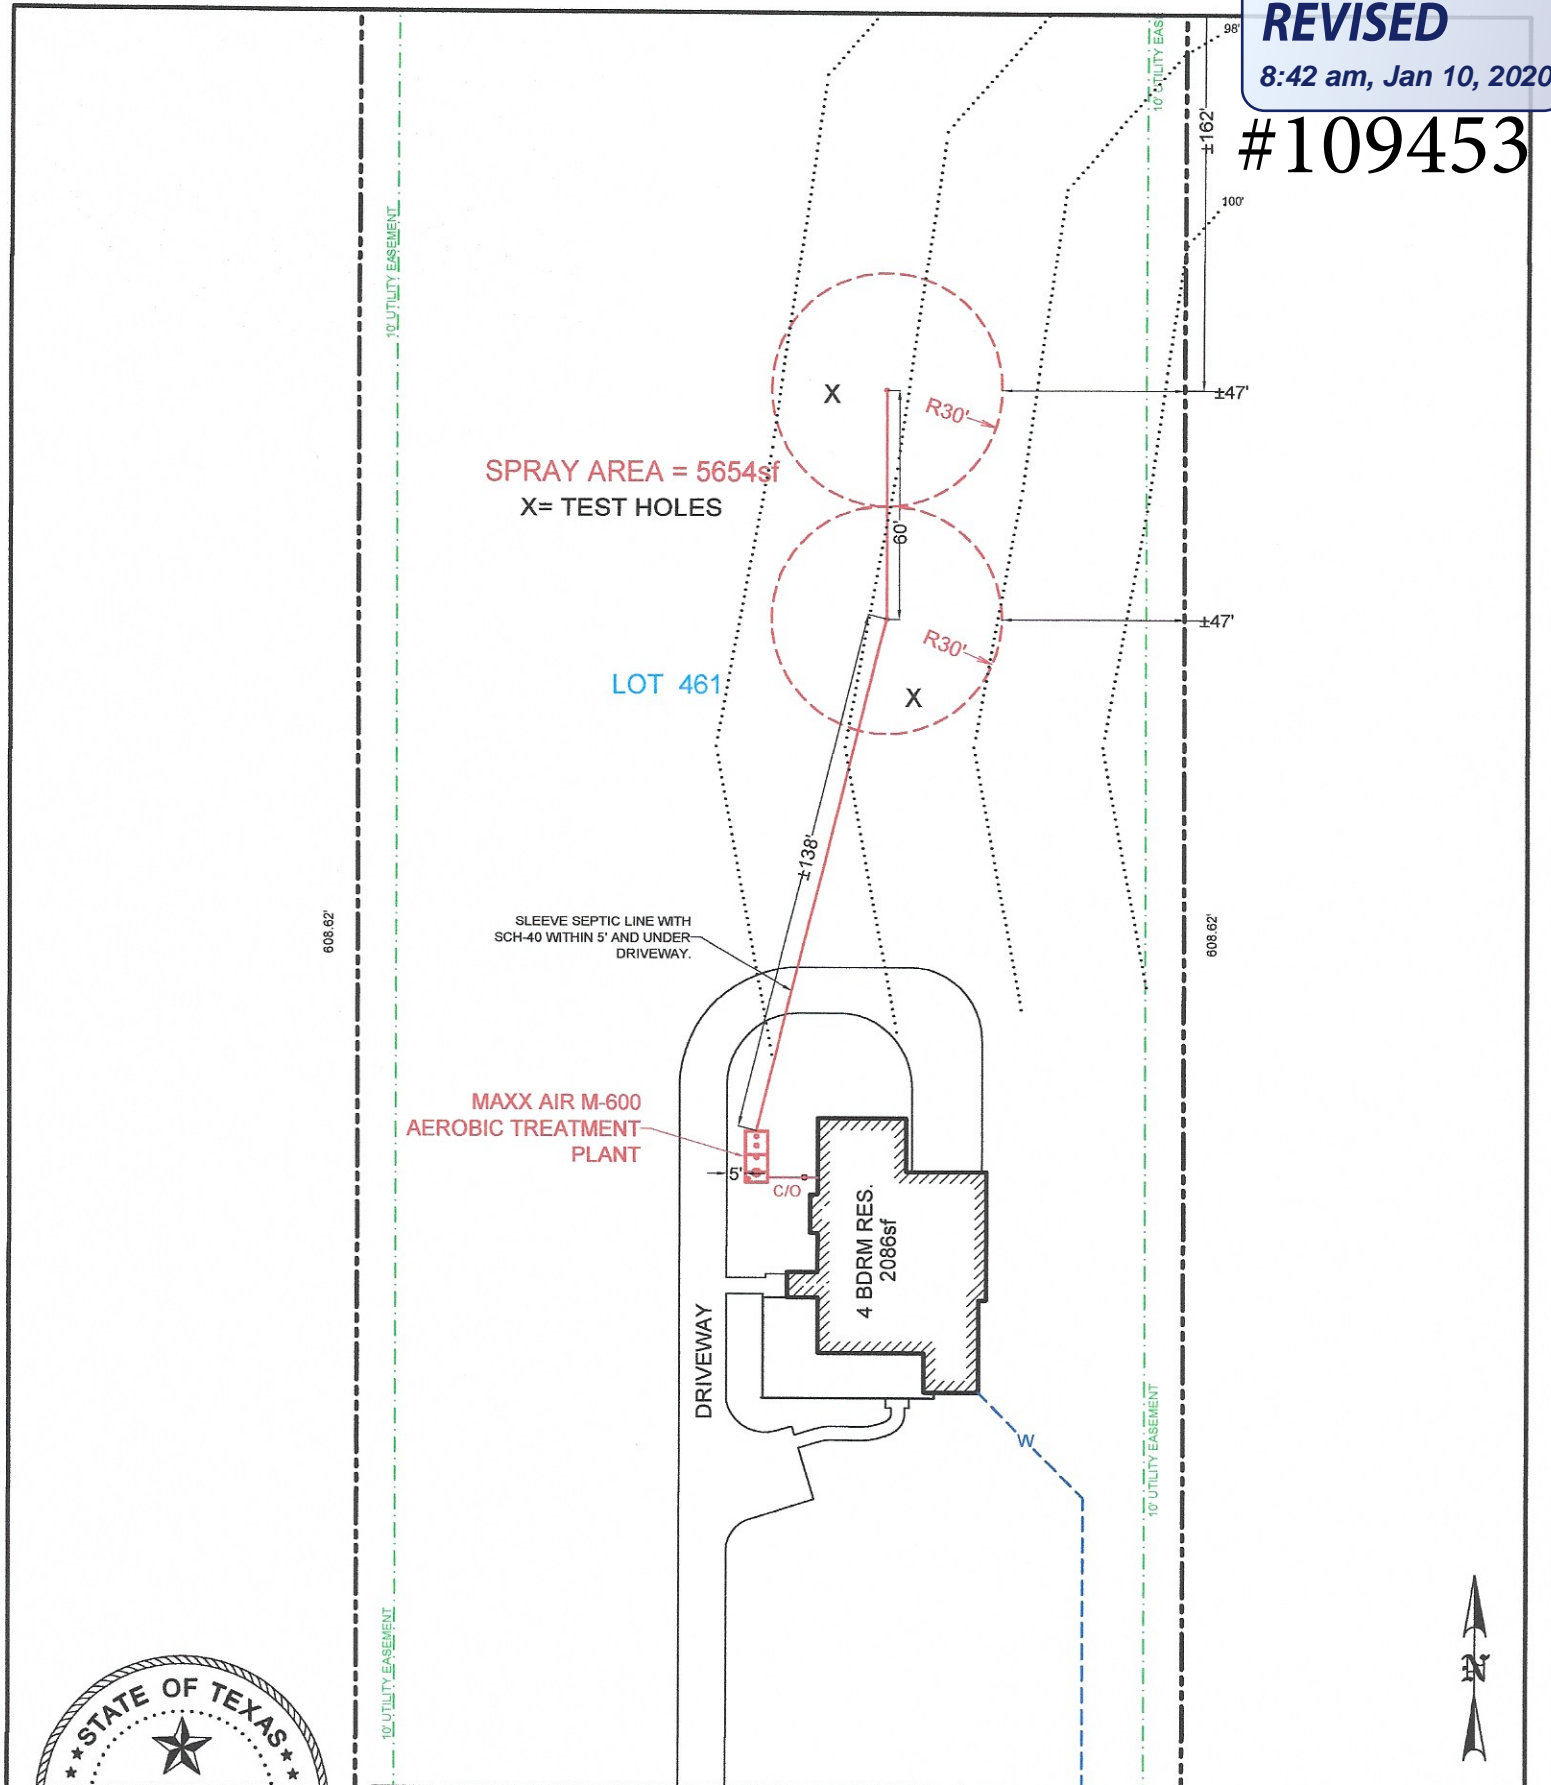 REVISED
8:42 am, Jan 10, 2020
#109453
98'
10' UTILITY EAS
±162'
100'
10' UTILITY EASEMENT
X
R30'
±47'
SPRAY AREA = 5654sf
X= TEST HOLES
60'
±47'
R30'
LOT 461
X
±138'
SLEEVE SEPTIC LINE WITH
SCH-40 WITHIN 5' AND UNDER
DRIVEWAY.
608.62'
608.62'
MAXX AIR M-600
AEROBIC TREATMENT
PLANT
5'
C/O
4 BDRM RES.
2086sf
DRIVEWAY
W
10' UTILITY EASEMENT
10' UTILITY EASEMENT
N
STATE OF TEXAS